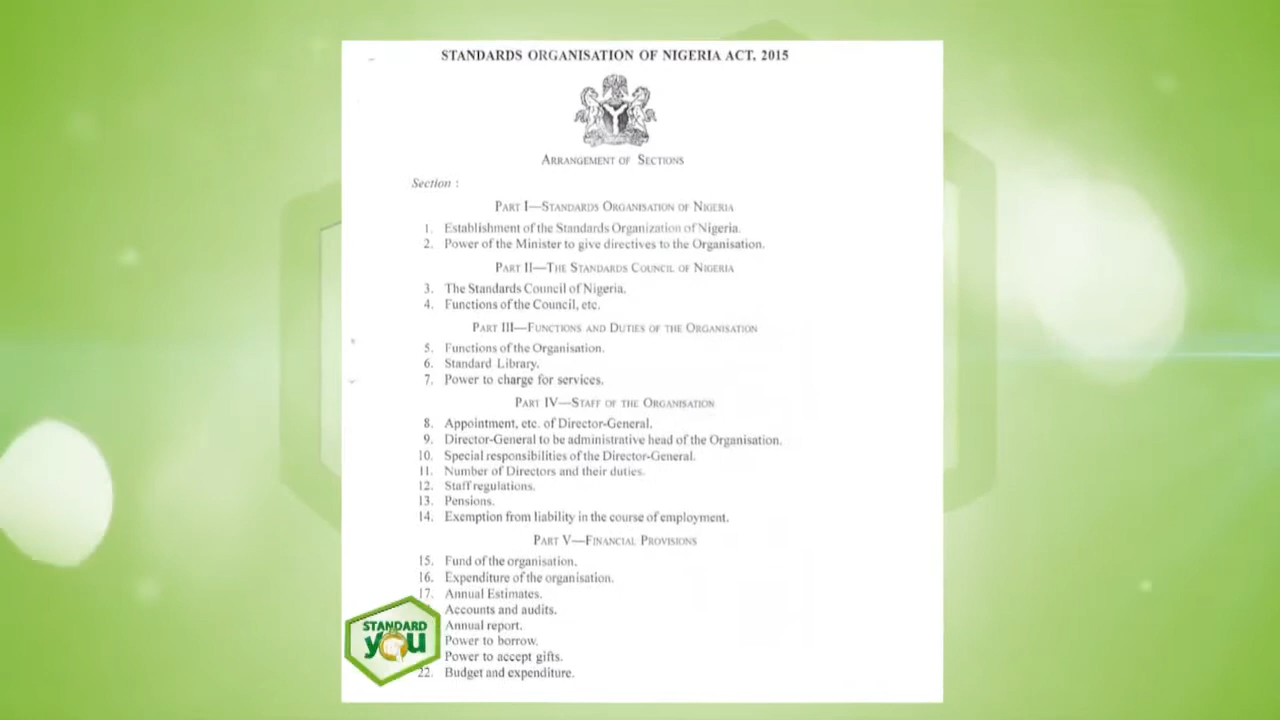 STANDARDS ORGANISATION OF NIGERIA ACT, 2015
ARRANGEMENT OF SECTIONS
Section :
PART I—STANDARDS ORGANISATION OF NIGERIA
1. Establishment of the Standards Organization of Nigeria.
2. Power of the Minister to give directives to the Organisation.
PART II—THE STANDARDS COUNCIL OF NIGERIA
3. The Standards Council of Nigeria.
4. Functions of the Council, etc.
PART III—FUNCTIONS AND DUTIES OF THE ORGANISATION
5. Functions of the Organisation.
6. Standard Library.
7. Power to charge for services.
PART IV—STAFF OF THE ORGANISATION
8. Appointment, etc. of Director-General.
9. Director-General to be administrative head of the Organisation.
10. Special responsibilities of the Director-General.
11. Number of Directors and their duties.
12. Staff regulations.
13. Pensions.
14. Exemption from liability in the course of employment.
PART V—FINANCIAL PROVISIONS
15. Fund of the organisation.
16. Expenditure of the organisation.
17. Annual Estimates.
Accounts and audits.
Annual report.
Power to borrow.
Power to accept gifts.
22. Budget and expenditure.
STANDARD
yOU